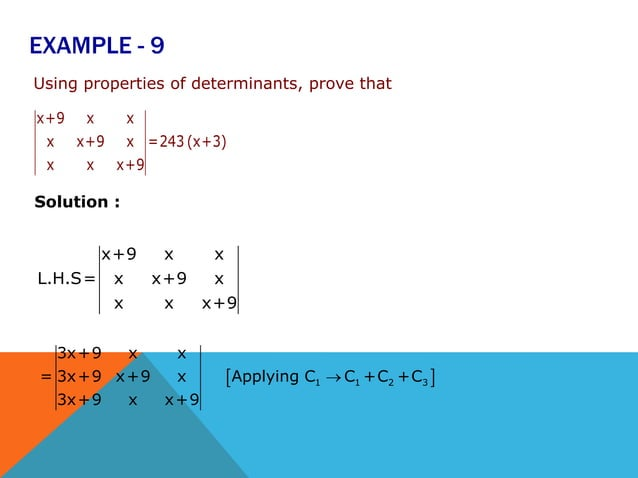 EXAMPLE - 9
Using properties of determinants, prove that
|x+9 x x|
|x x+9 x| =243 (x+3)
|x x x+9|
Solution :
|x+9 x x|
L.H.S= |x x+9 x|
|x x x+9|
|3x+9 x x|
= |3x+9 x+9 x| [Applying C₁ →C₁ +C₂ +C₃]
|3x+9 x x+9|